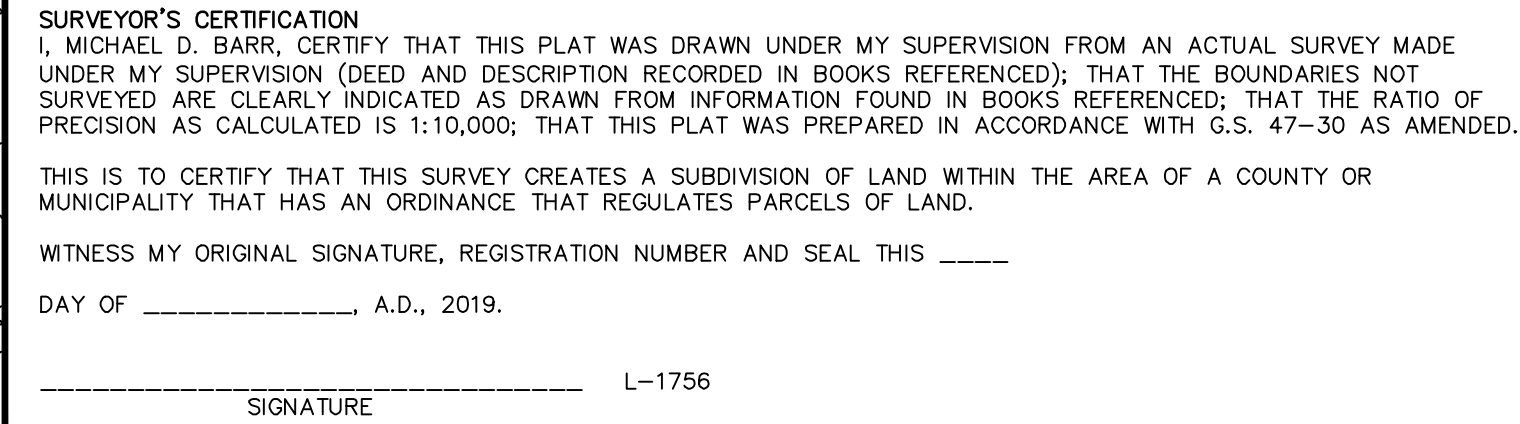 SURVEYOR'S CERTIFICATION
I, MICHAEL D. BARR, CERTIFY THAT THIS PLAT WAS DRAWN UNDER MY SUPERVISION FROM AN ACTUAL SURVEY MADE
UNDER MY SUPERVISION (DEED AND DESCRIPTION RECORDED IN BOOKS REFERENCED); THAT THE BOUNDARIES NOT
SURVEYED ARE CLEARLY INDICATED AS DRAWN FROM INFORMATION FOUND IN BOOKS REFERENCED; THAT THE RATIO OF
PRECISION AS CALCULATED IS 1:10,000; THAT THIS PLAT WAS PREPARED IN ACCORDANCE WITH G.S. 47-30 AS AMENDED.
THIS IS TO CERTIFY THAT THIS SURVEY CREATES A SUBDIVISION OF LAND WITHIN THE AREA OF A COUNTY OR
MUNICIPALITY THAT HAS AN ORDINANCE THAT REGULATES PARCELS OF LAND.
WITNESS MY ORIGINAL SIGNATURE, REGISTRATION NUMBER AND SEAL THIS ____
DAY OF ____________, A.D., 2019.
_______________________________ L-1756
SIGNATURE